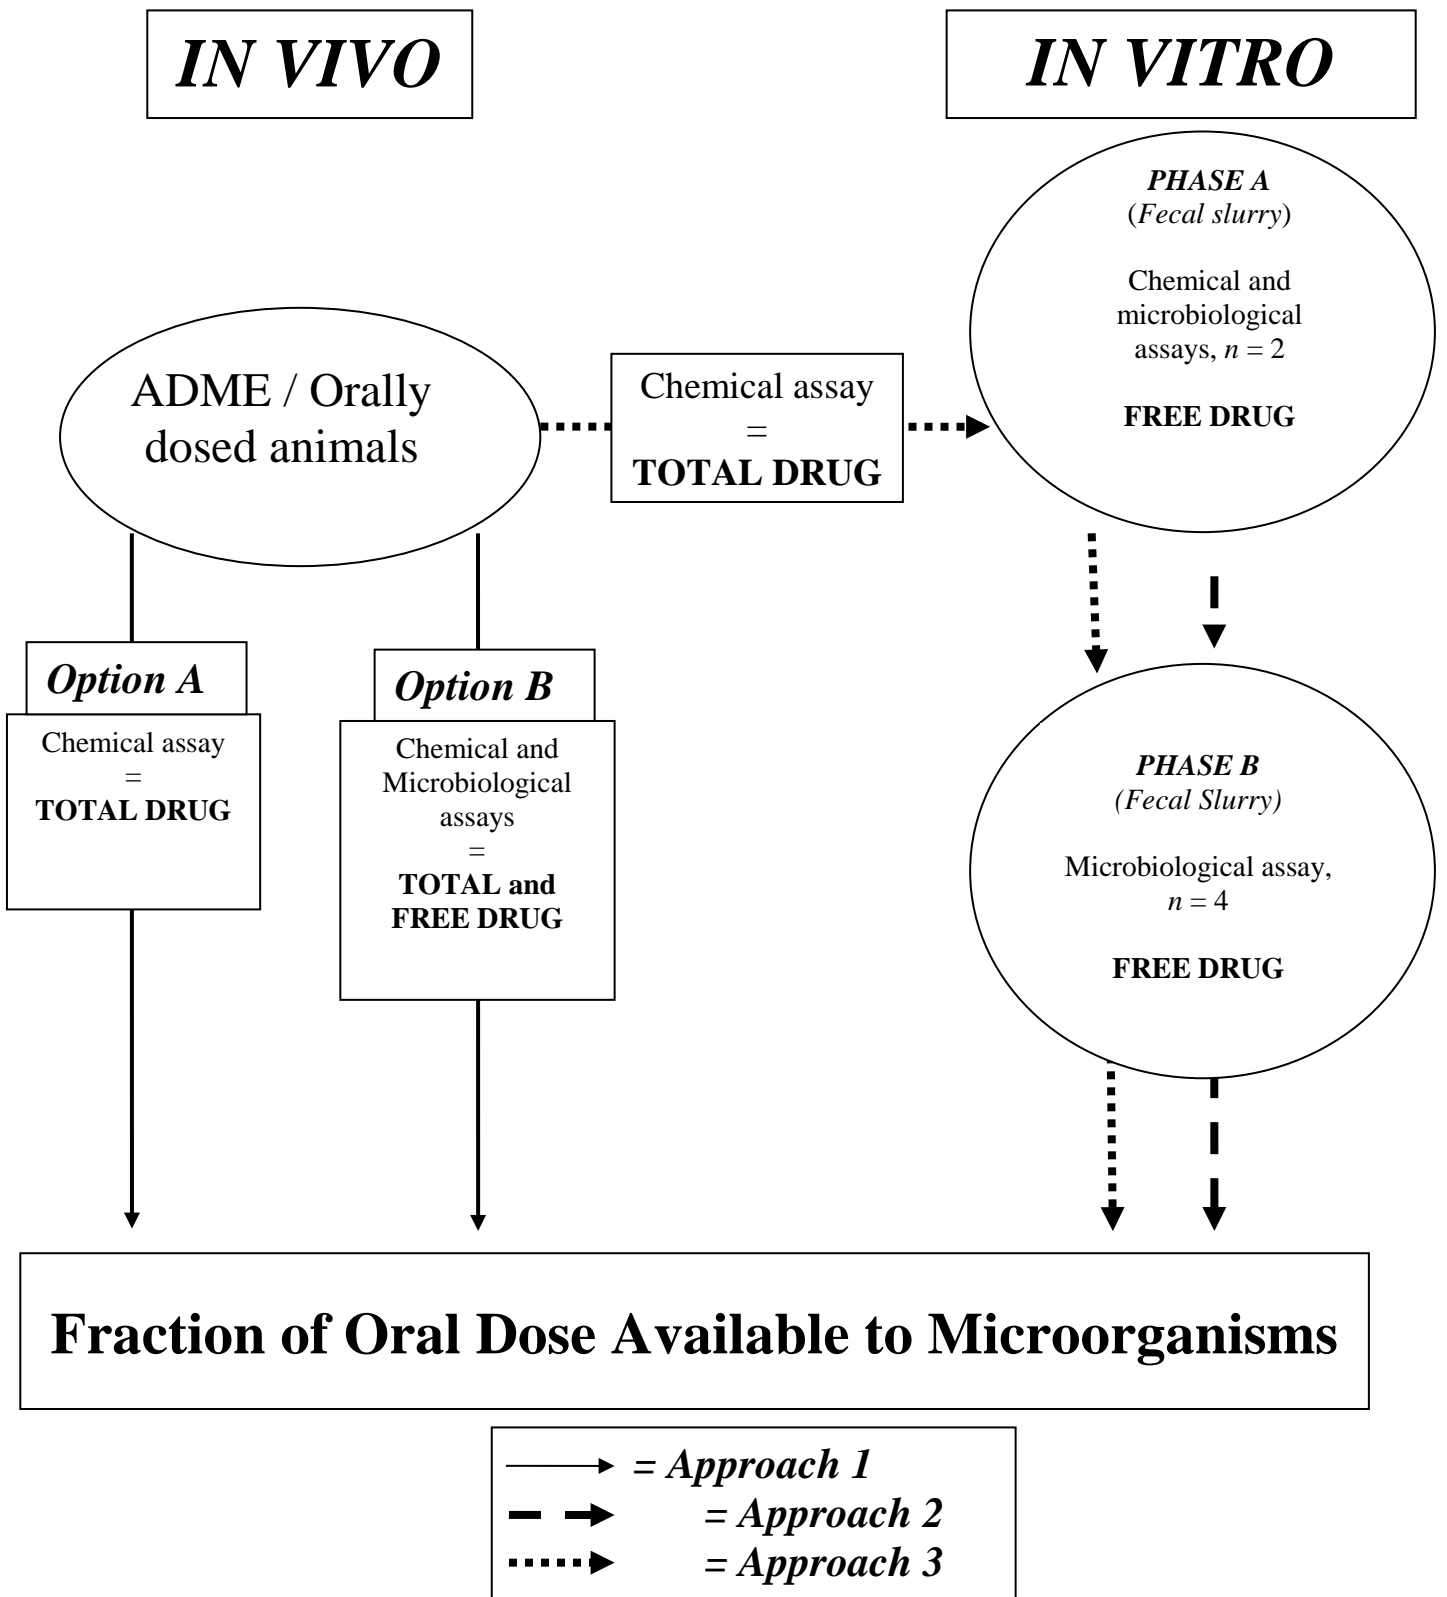 IN VIVO
IN VITRO
PHASE A
(Fecal slurry)
Chemical and
microbiological
assays, n = 2
FREE DRUG
ADME / Orally
dosed animals
Chemical assay
=
TOTAL DRUG
Option A
Chemical assay
=
TOTAL DRUG
Option B
Chemical and
Microbiological
assays
=
TOTAL and
FREE DRUG
PHASE B
(Fecal Slurry)
Microbiological assay,
n = 4
FREE DRUG
Fraction of Oral Dose Available to Microorganisms
= Approach 1
= Approach 2
= Approach 3